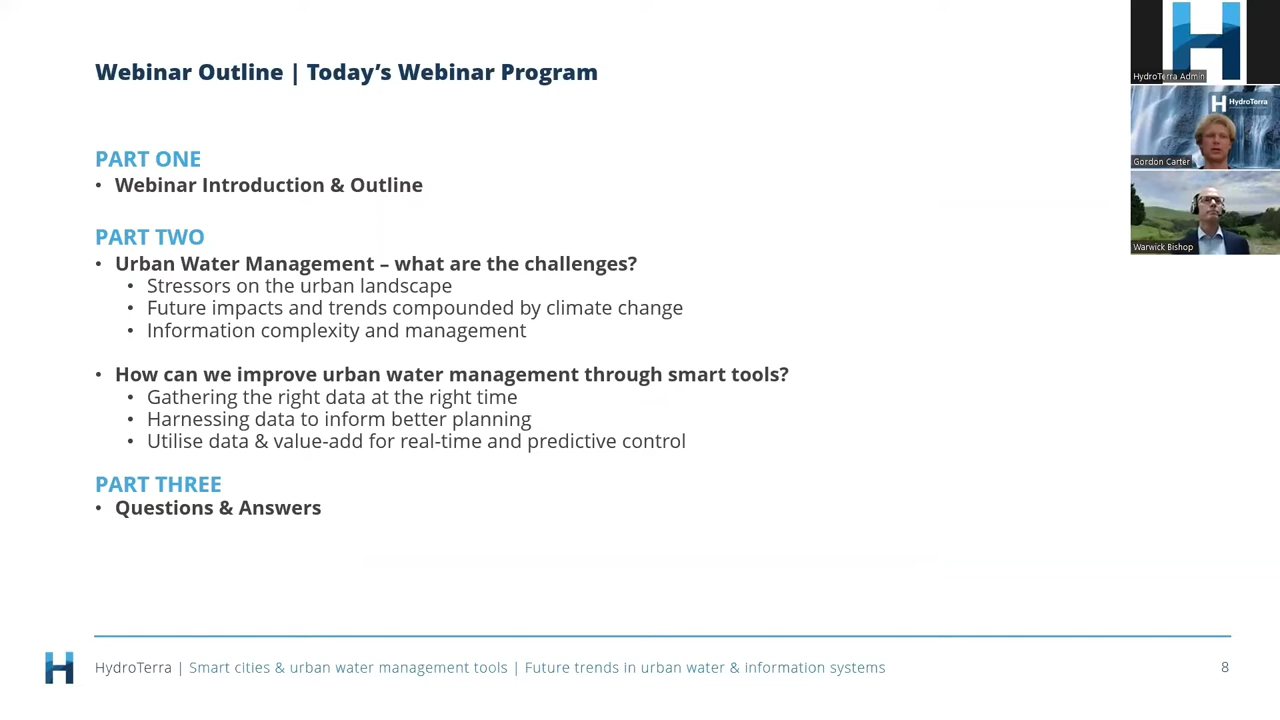 Webinar Outline | Today’s Webinar Program
PART ONE
• Webinar Introduction & Outline
PART TWO
• Urban Water Management – what are the challenges?
• Stressors on the urban landscape
• Future impacts and trends compounded by climate change
• Information complexity and management
• How can we improve urban water management through smart tools?
• Gathering the right data at the right time
• Harnessing data to inform better planning
• Utilise data & value-add for real-time and predictive control
PART THREE
• Questions & Answers
HydroTerra | Smart cities & urban water management tools | Future trends in urban water & information systems
8
HydroTerra Admin
HydroTerra
Gordon Carter
Warwick Bishop